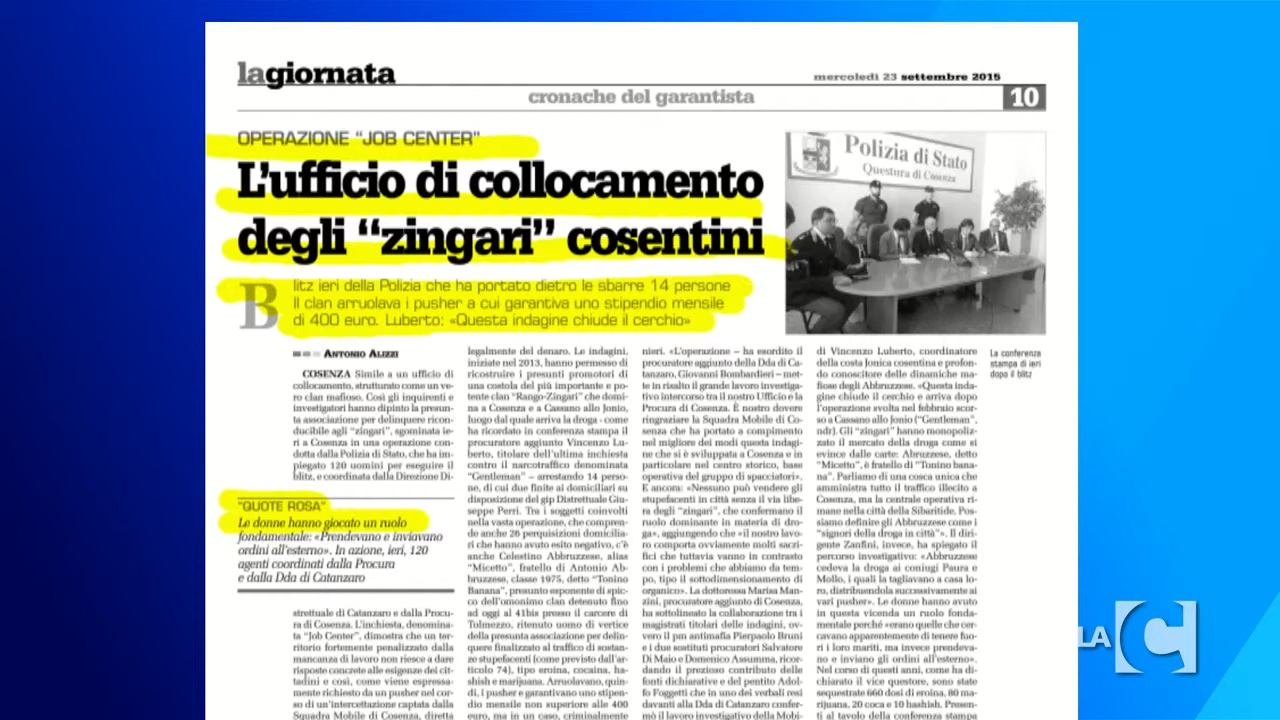 lagiornata
mercoledì 23 settembre 2015
cronache del garantista
10
OPERAZIONE "JOB CENTER"
L'ufficio di collocamento
degli "zingari" cosentini
Blitz ieri della Polizia che ha portato dietro le sbarre 14 persone
Il clan arruolava i pusher a cui garantiva uno stipendio mensile
di 400 euro. Luberto: «Questa indagine chiude il cerchio»
Polizia di Stato
Questura di Cosenza
La conferenza
stampa di ieri
dopo il blitz
ANTONIO ALIZZI
COSENZA Simile a un ufficio di
collocamento, strutturato come un ve-
ro clan mafioso. Così gli inquirenti e
investigatori hanno dipinto la presun-
ta associazione per delinquere ricon-
ducibile agli "zingari", sgominata ie-
ri a Cosenza in una operazione con-
dotta dalla Polizia di Stato, che ha im-
piegato 120 uomini per eseguire il
blitz, e coordinata dalla Direzione Di-
"QUOTE ROSA"
Le donne hanno giocato un ruolo
fondamentale: «Prendevano e inviavano
ordini all'esterno». In azione, ieri, 120
agenti coordinati dalla Procura
e dalla Dda di Catanzaro
strettuale di Catanzaro e dalla Procu-
ra di Cosenza. L'inchiesta, denomina-
ta "Job Center", dimostra che un ter-
ritorio fortemente penalizzato dalla
mancanza di lavoro non riesce a dare
risposte concrete alle esigenze dei cit-
tadini e così, come viene espressa-
mente richiesto da un pusher nel cor-
so di un'intercettazione captata dalla
Squadra Mobile di Cosenza, diretta
legalmente del denaro. Le indagini,
iniziate nel 2013, hanno permesso di
ricostruire i presunti promotori di
una costola del più importante e po-
tente clan "Rango-Zingari" che domi-
na a Cosenza e a Cassano allo Jonio,
luogo dal quale arriva la droga - come
ha ricordato in conferenza stampa il
procuratore aggiunto Vincenzo Lu-
berto, titolare dell'ultima inchiesta
contro il narcotraffico denominata
"Gentleman" – arrestando 14 perso-
ne, di cui due finite ai domiciliari su
disposizione del gip Distrettuale Giu-
seppe Perri. Tra i soggetti coinvolti
nella vasta operazione, che compren-
de anche 26 perquisizioni domicilia-
ri che hanno avuto esito negativo, c'è
anche Celestino Abbruzzese, alias
"Micetto", fratello di Antonio Ab-
bruzzese, classe 1975, detto "Tonino
Banana", presunto esponente di spic-
co dell'omonimo clan detenuto fino
ad oggi al 41bis presso il carcere di
Tolmezzo, ritenuto uomo di vertice
della presunta associazione per delin-
quere finalizzato al traffico di sostan-
ze stupefacenti (come previsto dall'ar-
ticolo 74), tipo eroina, cocaina, ha-
shish e marijuana. Arruolavano, quin-
di, i pusher e garantivano uno stipen-
dio mensile non superiore alle 400
euro, ma in un caso, criminalmente
nieri. «L'operazione – ha esordito il
procuratore aggiunto della Dda di Ca-
tanzaro, Giovanni Bombardieri – met-
te in risalto il grande lavoro investiga-
tivo intercorso tra il nostro Ufficio e la
Procura di Cosenza. È nostro dovere
ringraziare la Squadra Mobile di Co-
senza che ha portato a compimento
nel migliore dei modi questa indagi-
ne che si è sviluppata a Cosenza e in
particolare nel centro storico, base
operativa del gruppo di spacciatori».
E ancora: «Nessuno può vendere gli
stupefacenti in città senza il via libe-
ra degli "zingari", che confermano il
ruolo dominante in materia di dro-
ga», aggiungendo che «il nostro lavo-
ro comporta ovviamente molti sacri-
fici che tuttavia vanno in contrasto
con i problemi che abbiamo da tem-
po, tipo il sottodimensionamento di
organico». La dottoressa Marisa Man-
zini, procuratore aggiunto di Cosenza,
ha sottolineato la collaborazione tra i
magistrati titolari delle indagini, ov-
vero il pm antimafia Pierpaolo Bruni
e i due sostituti procuratori Salvatore
Di Maio e Domenico Assumma, ricor-
dando il prezioso contributo delle
fonti dichiarative e del pentito Adol-
fo Foggetti che in uno dei verbali resi
davanti alla Dda di Catanzaro confer-
mò il lavoro investigativo della Mobi-
di Vincenzo Luberto, coordinatore
della costa Jonica cosentina e profon-
do conoscitore delle dinamiche ma-
fiose degli Abbruzzese. «Questa inda-
gine chiude il cerchio e arriva dopo
l'operazione svolta nel febbraio scor-
so a Cassano allo Jonio ("Gentleman",
ndr). Gli "zingari" hanno monopoliz-
zato il mercato della droga come si
evince dalle carte: Abruzzese, detto
"Micetto", è fratello di "Tonino bana-
na". Parliamo di una cosca unica che
amministra tutto il traffico illecito a
Cosenza, ma la centrale operativa ri-
mane nella città della Sibaritide. Pos-
siamo definire gli Abbruzzese come i
"signori della droga in città"». Il diri-
gente Zanfini, invece, ha spiegato il
percorso investigativo: «Abbruzzese
cedeva la droga ai coniugi Paura e
Mollo, i quali la tagliavano a casa lo-
ro, distribuendola successivamente ai
vari pusher». Le donne hanno avuto
in questa vicenda un ruolo fonda-
mentale perché «erano quelle che cer-
cavano apparentemente di tenere fuo-
ri i loro mariti, ma invece prendeva-
no e inviano gli ordini all'esterno».
Nel corso di questi anni, come ha di-
chiarato il vice questore, sono state
sequestrate 660 dosi di eroina, 80 ma-
rijuana, 20 coca e 10 hashish. Presen-
ti al tavolo della conferenza stampa
LA C